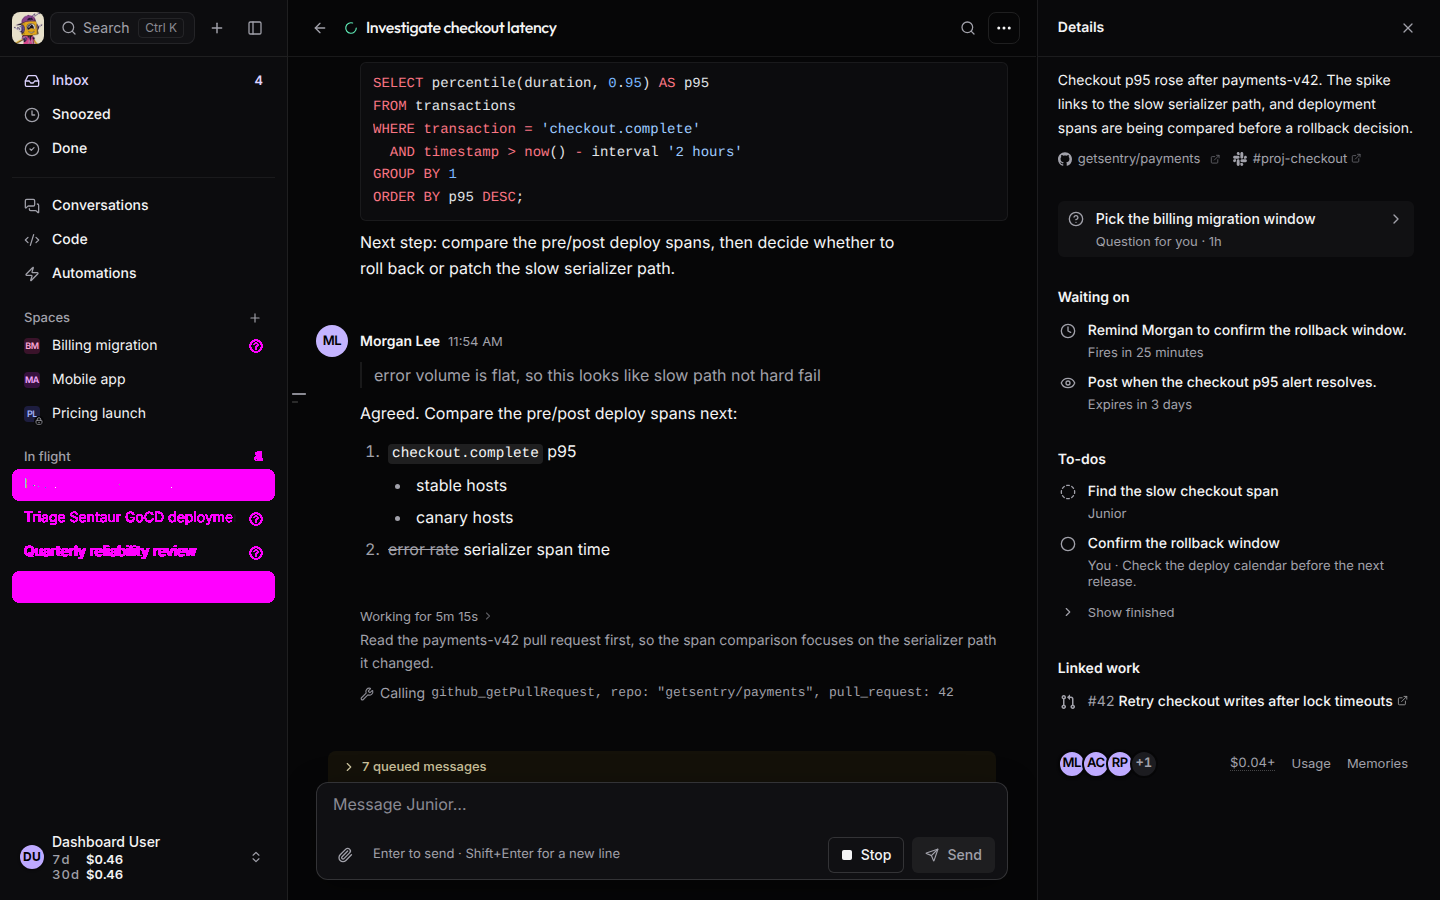 Search Ctrl K
Inbox 4
Snoozed
Done
Conversations
Code
Automations
Spaces
BM Billing migration
MA Mobile app
PL Pricing launch
In flight
Triage Sentaur GoCD deployme
Quarterly reliability review
DU Dashboard User
7d $0.46
30d $0.46
Investigate checkout latency
SELECT percentile(duration, 0.95) AS p95
FROM transactions
WHERE transaction = 'checkout.complete'
AND timestamp > now() - interval '2 hours'
GROUP BY 1
ORDER BY p95 DESC;
Next step: compare the pre/post deploy spans, then decide whether to
roll back or patch the slow serializer path.
ML Morgan Lee 11:54 AM
error volume is flat, so this looks like slow path not hard fail
Agreed. Compare the pre/post deploy spans next:
1. checkout.complete p95
• stable hosts
• canary hosts
2. error rate serializer span time
Working for 5m 15s
Read the payments-v42 pull request first, so the span comparison focuses on the serializer path
it changed.
Calling github_getPullRequest, repo: "getsentry/payments", pull_request: 42
7 queued messages
Message Junior...
Enter to send · Shift+Enter for a new line
Stop
Send
Details
Checkout p95 rose after payments-v42. The spike
links to the slow serializer path, and deployment
spans are being compared before a rollback decision.
getsentry/payments #proj-checkout
Pick the billing migration window
Question for you · 1h
Waiting on
Remind Morgan to confirm the rollback window.
Fires in 25 minutes
Post when the checkout p95 alert resolves.
Expires in 3 days
To-dos
Find the slow checkout span
Junior
Confirm the rollback window
You · Check the deploy calendar before the next
release.
Show finished
Linked work
#42 Retry checkout writes after lock timeouts
ML AC RP +1 $0.04+ Usage Memories